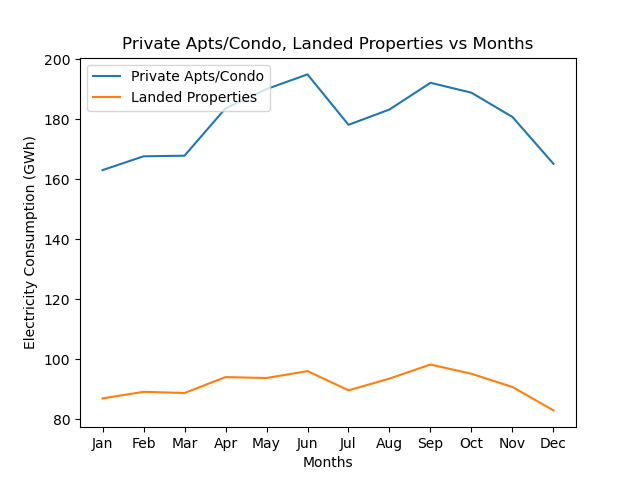 Private Apts/Condo, Landed Properties vs Months
Private Apts/Condo
Landed Properties
Electricity Consumption (GWh)
200
180
160
140
120
100
80
Jan Feb Mar Apr May Jun Jul Aug Sep Oct Nov Dec
Months